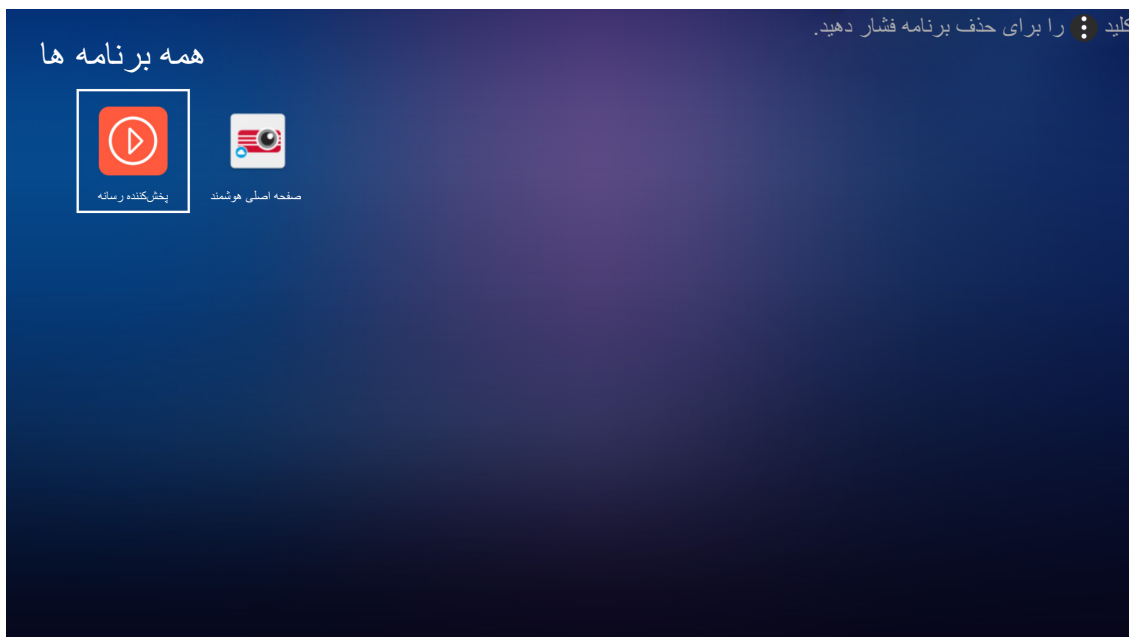 کلید را برای حذف برنامه فشار دهید.
همه برنامه ها
پخش‌کننده رسانه
صفحه اصلی هوشمند